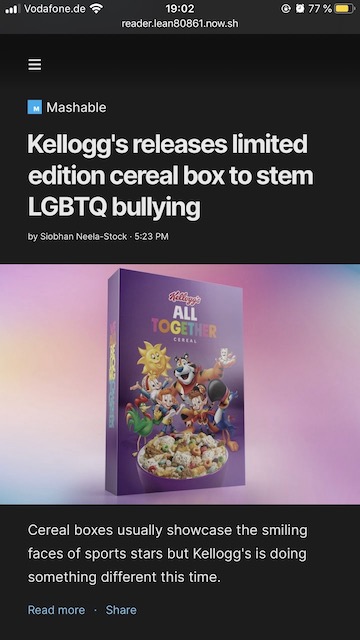 Vodafone.de 19:02 77 %
reader.lean80861.now.sh
M Mashable
Kellogg's releases limited
edition cereal box to stem
LGBTQ bullying
by Siobhan Neela-Stock · 5:23 PM
Kellogg's
ALL
TOGETHER
CEREAL
Cereal boxes usually showcase the smiling
faces of sports stars but Kellogg's is doing
something different this time.
Read more · Share